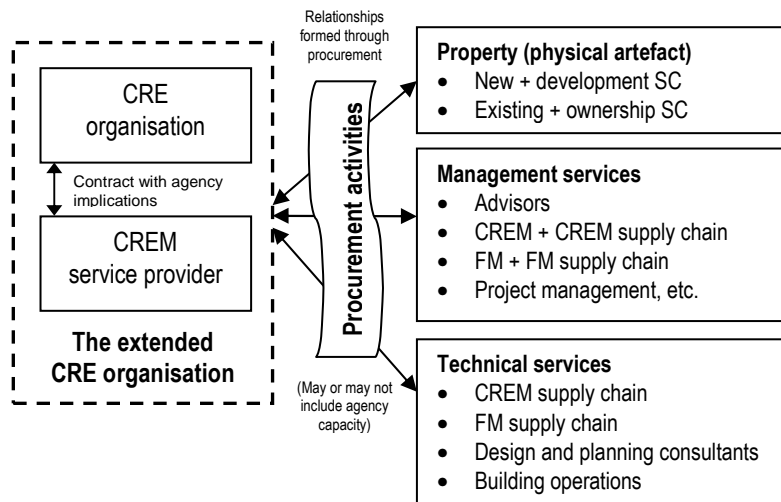 CRE
organisation
Contract with agency
implications
CREM
service provider
The extended
CRE organisation
Relationships
formed through
procurement
Procurement activities
(May or may not
include agency
capacity)
Property (physical artefact)
• New + development SC
• Existing + ownership SC
Management services
• Advisors
• CREM + CREM supply chain
• FM + FM supply chain
• Project management, etc.
Technical services
• CREM supply chain
• FM supply chain
• Design and planning consultants
• Building operations